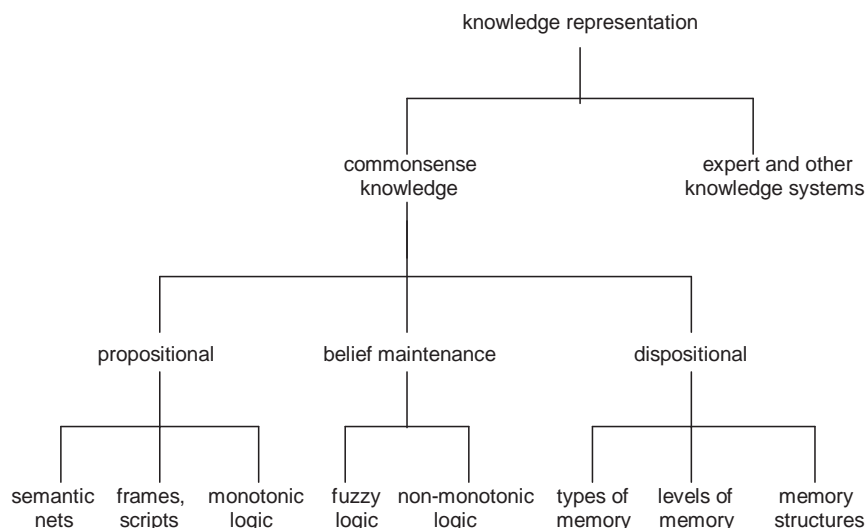 knowledge representation
commonsense
knowledge
expert and other
knowledge systems
propositional
belief maintenance
dispositional
semantic
nets
frames,
scripts
monotonic
logic
fuzzy
logic
non-monotonic
logic
types of
memory
levels of
memory
memory
structures